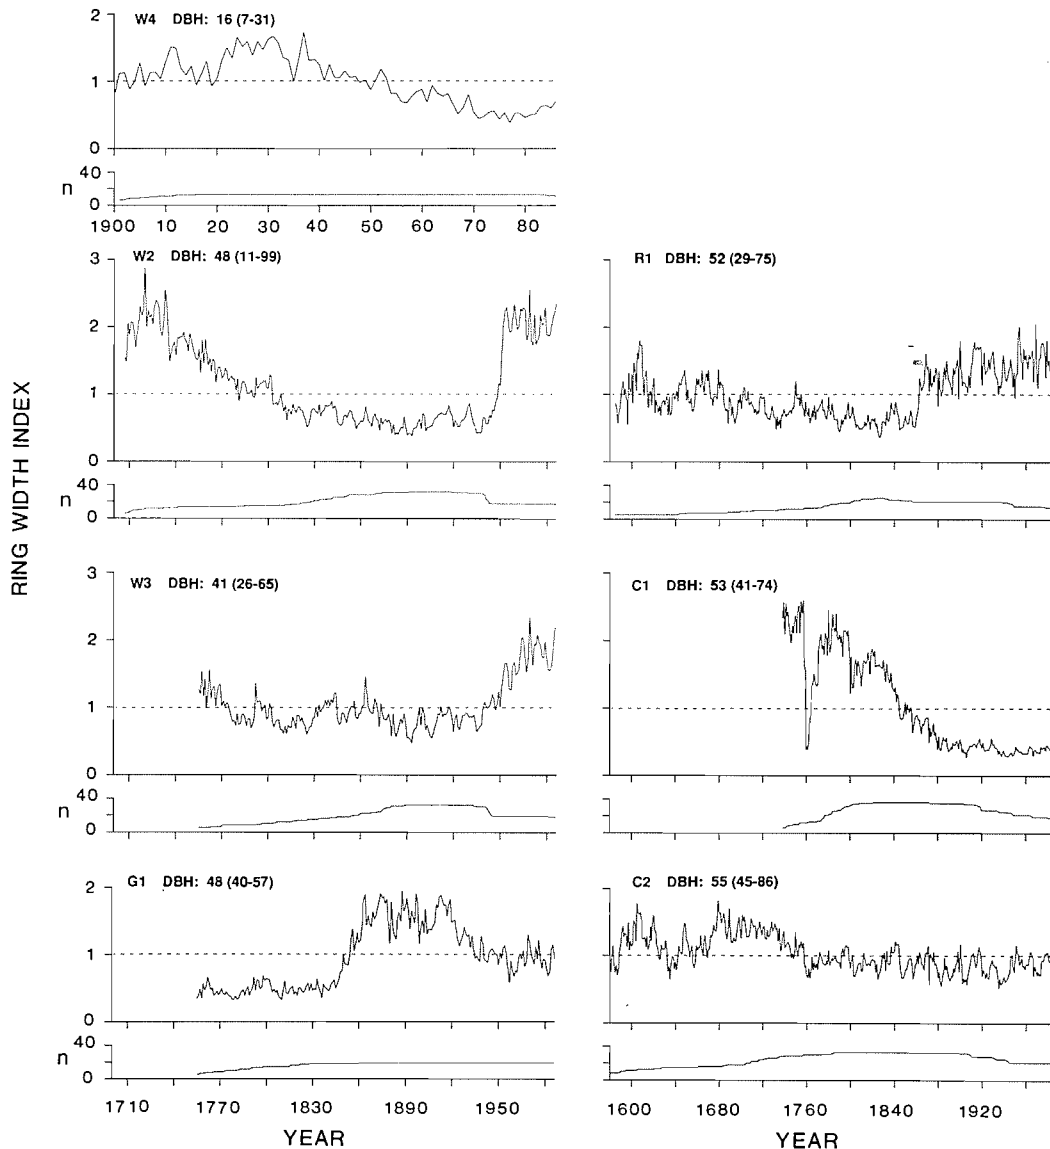 RING WIDTH INDEX
W4 DBH: 16 (7-31)
2
1
0
n
40
0
1900 10 20 30 40 50 60 70 80
W2 DBH: 48 (11-99)
3
2
1
0
n
40
0
W3 DBH: 41 (26-65)
3
2
1
0
n
40
0
G1 DBH: 48 (40-57)
2
1
0
n
40
0
1710 1770 1830 1890 1950
YEAR
R1 DBH: 52 (29-75)
C1 DBH: 53 (41-74)
C2 DBH: 55 (45-86)
1600 1680 1760 1840 1920
YEAR